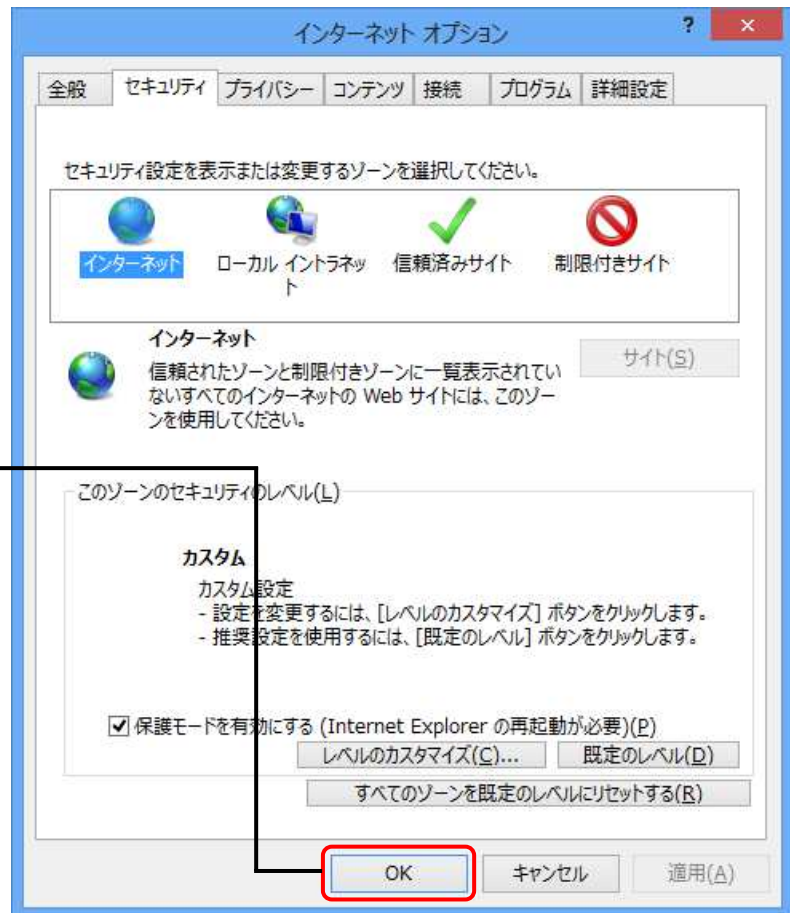 インターネット オプション
?
×
全般 セキュリティ プライバシー コンテンツ 接続 プログラム 詳細設定
セキュリティ設定を表示または変更するゾーンを選択してください。
インターネット
ローカル イントラネッ
ト
信頼済みサイト
制限付きサイト
インターネット
サイト(S)
信頼されたゾーンと制限付きゾーンに一覧表示されてい
ないすべてのインターネットの Web サイトには、このゾー
ンを使用してください。
このゾーンのセキュリティのレベル(L)
カスタム
カスタム設定
- 設定を変更するには、[レベルのカスタマイズ] ボタンをクリックします。
- 推奨設定を使用するには、[既定のレベル] ボタンをクリックします。
保護モードを有効にする (Internet Explorer の再起動が必要)(P)
レベルのカスタマイズ(C)... 既定のレベル(D)
すべてのゾーンを既定のレベルにリセットする(R)
OK キャンセル 適用(A)